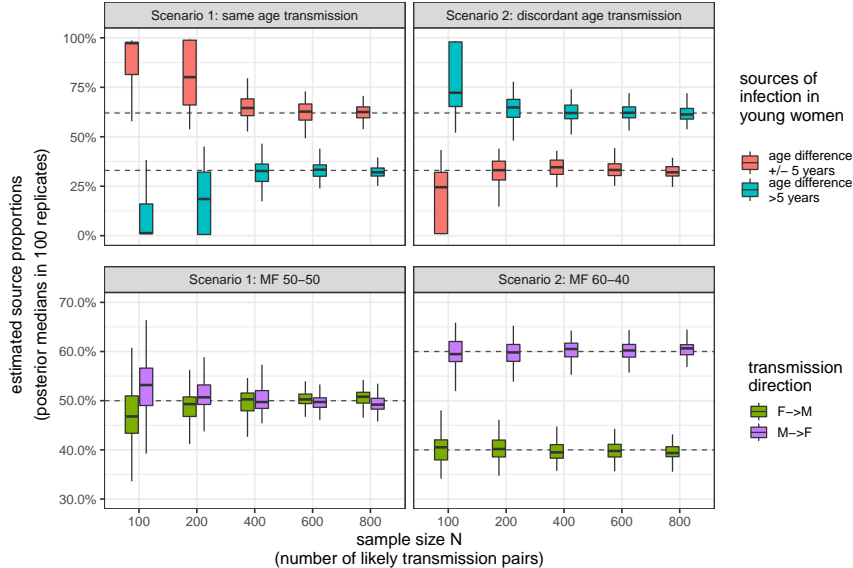 Scenario 1: same age transmission
Scenario 2: discordant age transmission
100%
75%
50%
25%
0%
sources of
infection in
young women
age difference
+/− 5 years
age difference
>5 years
estimated source proportions
(posterior medians in 100 replicates)
Scenario 1: MF 50−50
Scenario 2: MF 60−40
70.0%
60.0%
50.0%
40.0%
30.0%
transmission
direction
F−>M
M−>F
100 200 400 600 800
100 200 400 600 800
sample size N
(number of likely transmission pairs)